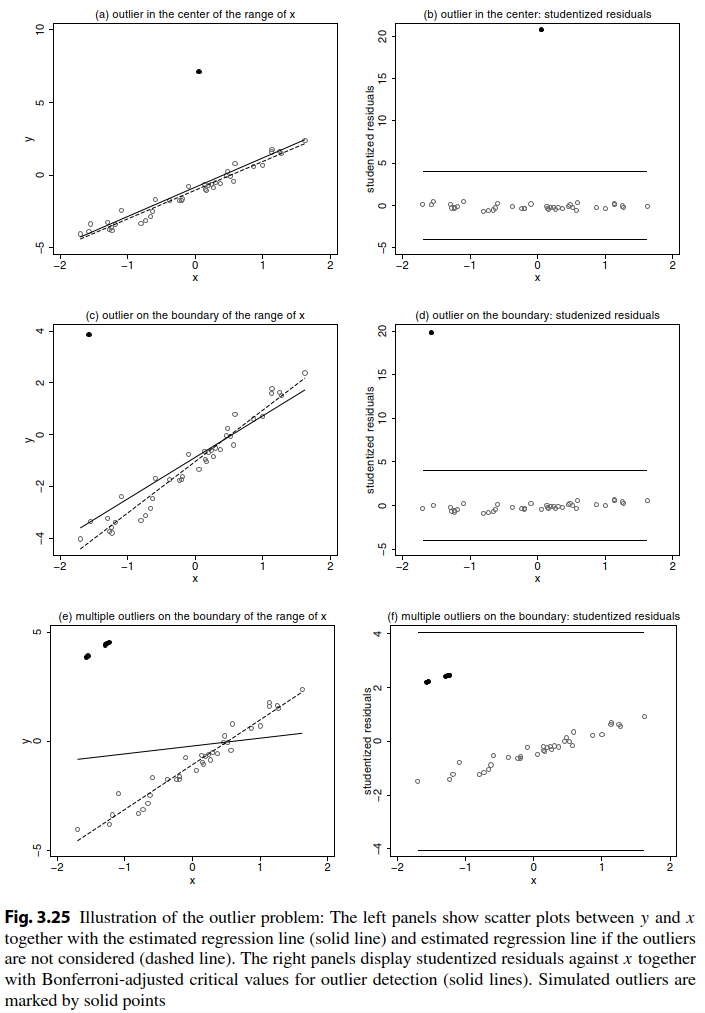 (a) outlier in the center of the range of x
10
5
0
−5
y
−2 −1 0 1 2
x
(b) outlier in the center: studentized residuals
20
15
10
5
0
−5
studentized residuals
−2 −1 0 1 2
x
(c) outlier on the boundary of the range of x
4
2
0
−2
−4
y
−2 −1 0 1 2
x
(d) outlier on the boundary: studenized residuals
20
15
10
5
0
−5
studentized residuals
−2 −1 0 1 2
x
(e) multiple outliers on the boundary of the range of x
5
0
−5
y
−2 −1 0 1 2
x
(f) multiple outliers on the boundary: studentized residuals
4
2
0
−2
−4
studentized residuals
−2 −1 0 1 2
x
Fig. 3.25 Illustration of the outlier problem: The left panels show scatter plots between y and x
together with the estimated regression line (solid line) and estimated regression line if the outliers
are not considered (dashed line). The right panels display studentized residuals against x together
with Bonferroni-adjusted critical values for outlier detection (solid lines). Simulated outliers are
marked by solid points